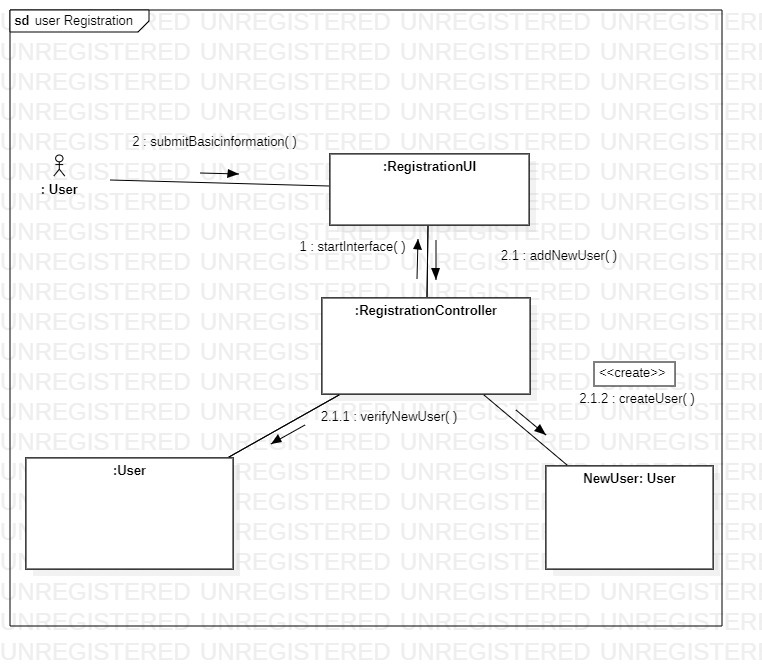 sd user Registration
2 : submitBasicinformation( )
: User
:RegistrationUI
1 : startInterface( )
2.1 : addNewUser( )
:RegistrationController
<<create>>
2.1.2 : createUser( )
2.1.1 : verifyNewUser( )
:User
NewUser: User
UNREGISTERED